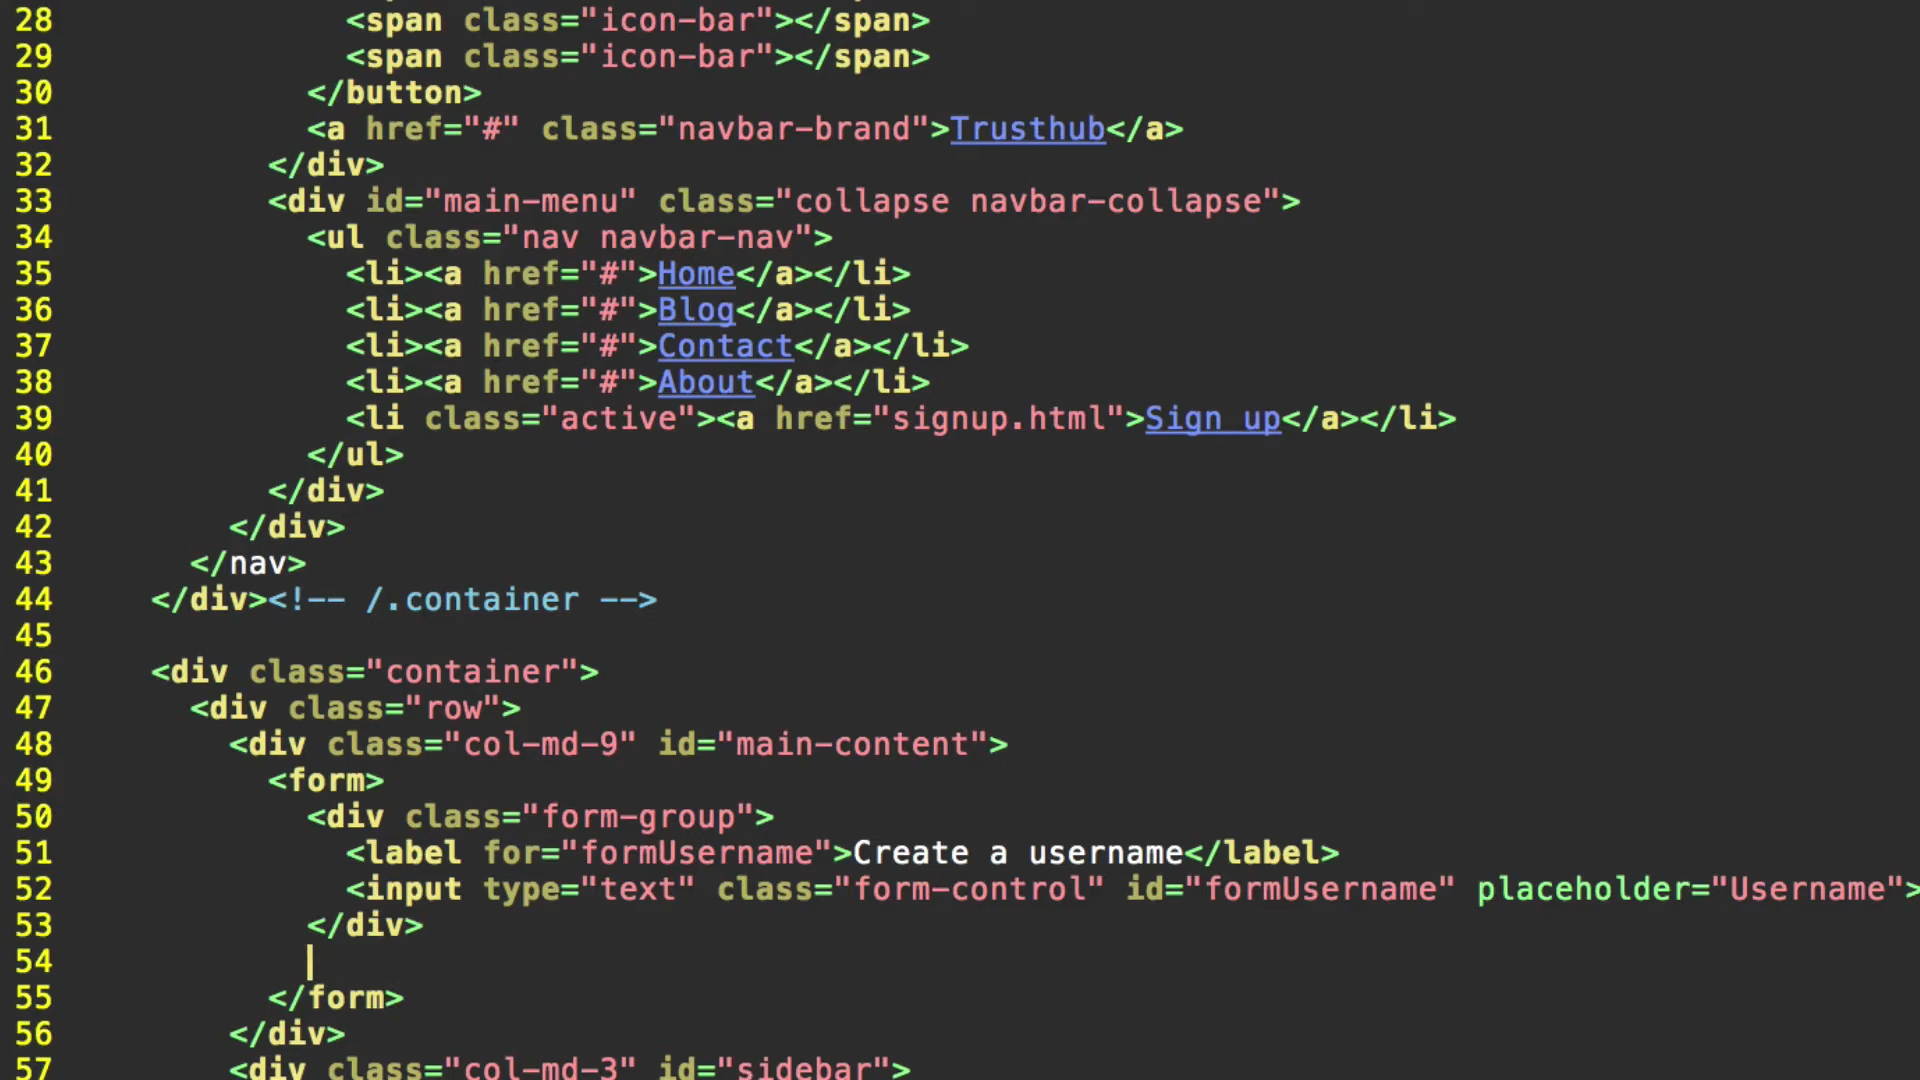 28 <span class="icon-bar"></span>
29 <span class="icon-bar"></span>
30 </button>
31 <a href="#" class="navbar-brand">Trusthub</a>
32 </div>
33 <div id="main-menu" class="collapse navbar-collapse">
34 <ul class="nav navbar-nav">
35 <li><a href="#">Home</a></li>
36 <li><a href="#">Blog</a></li>
37 <li><a href="#">Contact</a></li>
38 <li><a href="#">About</a></li>
39 <li class="active"><a href="signup.html">Sign up</a></li>
40 </ul>
41 </div>
42 </div>
43 </nav>
44 </div><!-- /.container -->
45
46 <div class="container">
47 <div class="row">
48 <div class="col-md-9" id="main-content">
49 <form>
50 <div class="form-group">
51 <label for="formUsername">Create a username</label>
52 <input type="text" class="form-control" id="formUsername" placeholder="Username">
53 </div>
54
55 </form>
56 </div>
57 <div class="col-md-3" id="sidebar">